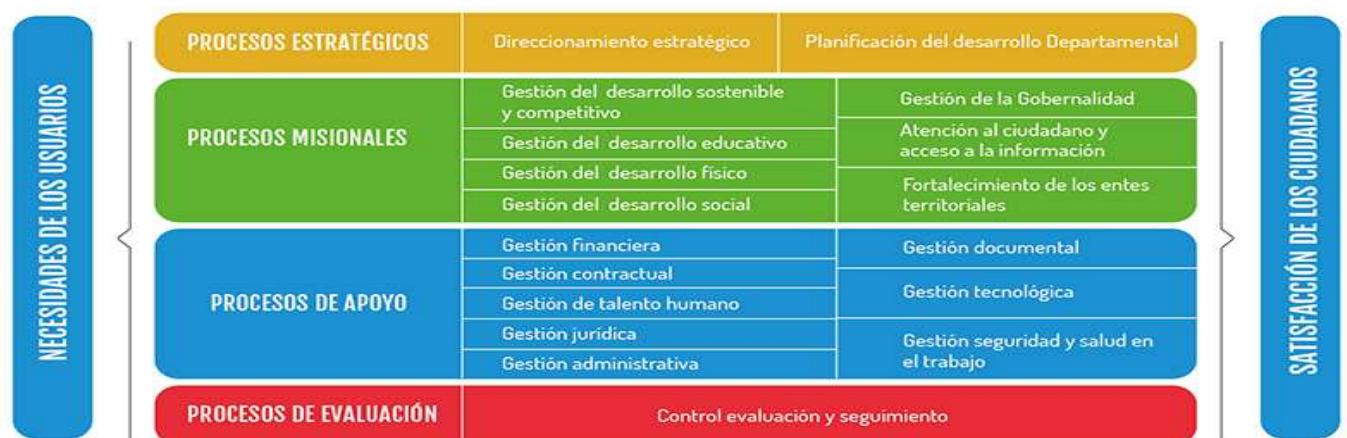 NECESIDADES DE LOS USUARIOS
PROCESOS ESTRATÉGICOS
Direccionamiento estratégico
Planificación del desarrollo Departamental
PROCESOS MISIONALES
Gestión del desarrollo sostenible
y competitivo
Gestión del desarrollo educativo
Gestión del desarrollo físico
Gestión del desarrollo social
Gestión de la Gobernalidad
Atención al ciudadano y
acceso a la información
Fortalecimiento de los entes
territoriales
PROCESOS DE APOYO
Gestión financiera
Gestión contractual
Gestión de talento humano
Gestión jurídica
Gestión administrativa
Gestión documental
Gestión tecnológica
Gestión seguridad y salud en
el trabajo
PROCESOS DE EVALUACIÓN
Control evaluación y seguimiento
SATISFACCIÓN DE LOS CIUDADANOS